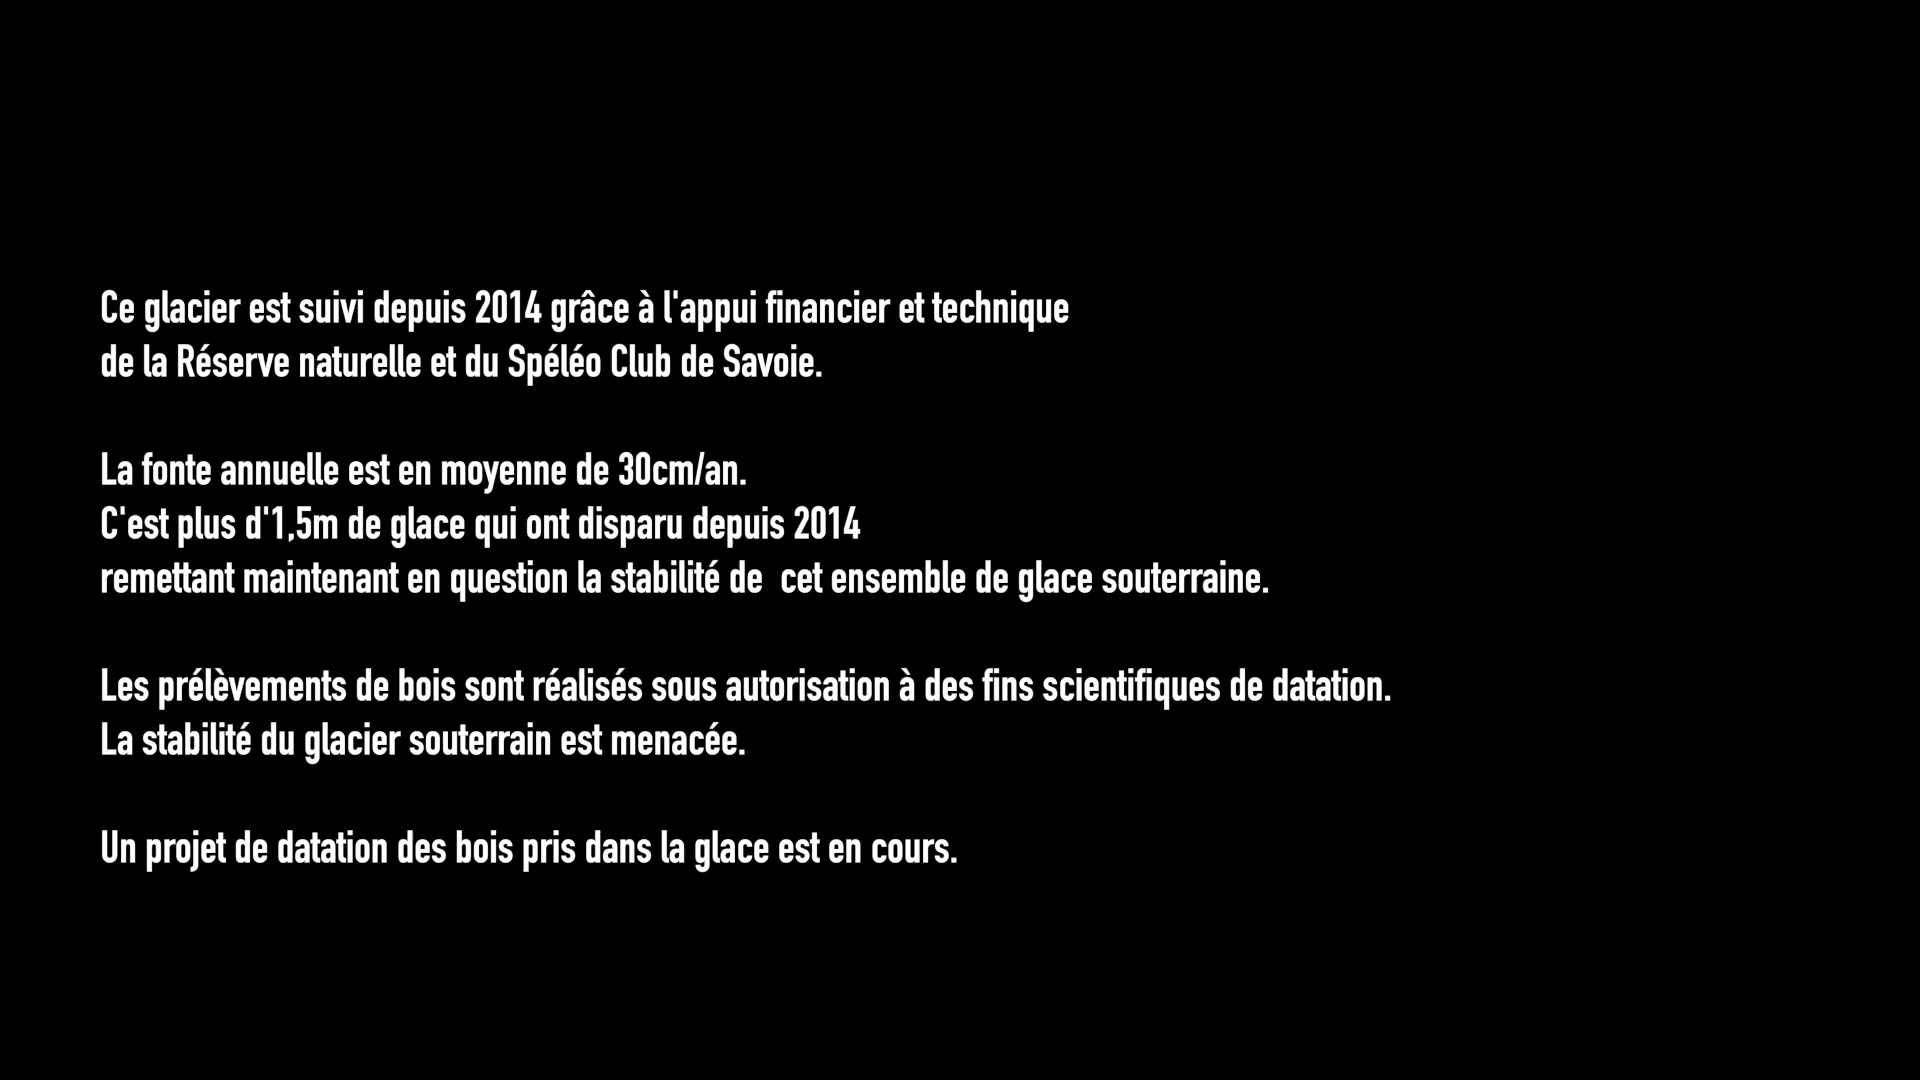 Ce glacier est suivi depuis 2014 grâce à l'appui financier et technique
de la Réserve naturelle et du Spéléo Club de Savoie.
La fonte annuelle est en moyenne de 30cm/an.
C'est plus d'1,5m de glace qui ont disparu depuis 2014
remettant maintenant en question la stabilité de  cet ensemble de glace souterraine.
Les prélèvements de bois sont réalisés sous autorisation à des fins scientifiques de datation.
La stabilité du glacier souterrain est menacée.
Un projet de datation des bois pris dans la glace est en cours.